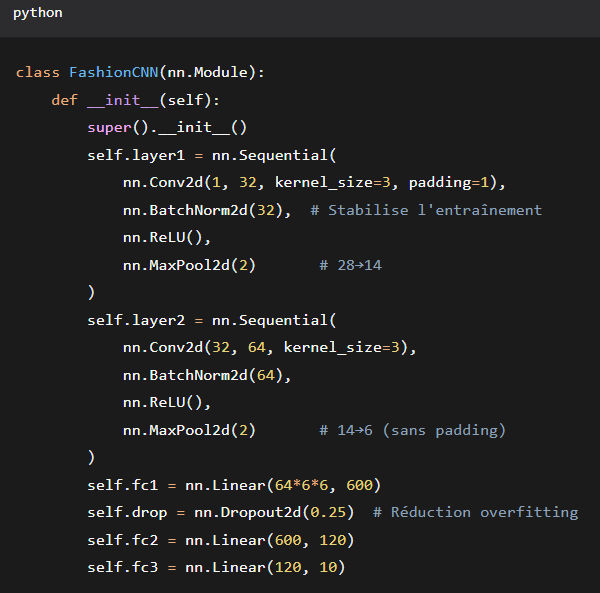 python
class FashionCNN(nn.Module):
    def __init__(self):
        super().__init__()
        self.layer1 = nn.Sequential(
            nn.Conv2d(1, 32, kernel_size=3, padding=1),
            nn.BatchNorm2d(32),  # Stabilise l'entraînement
            nn.ReLU(),
            nn.MaxPool2d(2)       # 28→14
        )
        self.layer2 = nn.Sequential(
            nn.Conv2d(32, 64, kernel_size=3),
            nn.BatchNorm2d(64),
            nn.ReLU(),
            nn.MaxPool2d(2)       # 14→6 (sans padding)
        )
        self.fc1 = nn.Linear(64*6*6, 600)
        self.drop = nn.Dropout2d(0.25)  # Réduction overfitting
        self.fc2 = nn.Linear(600, 120)
        self.fc3 = nn.Linear(120, 10)